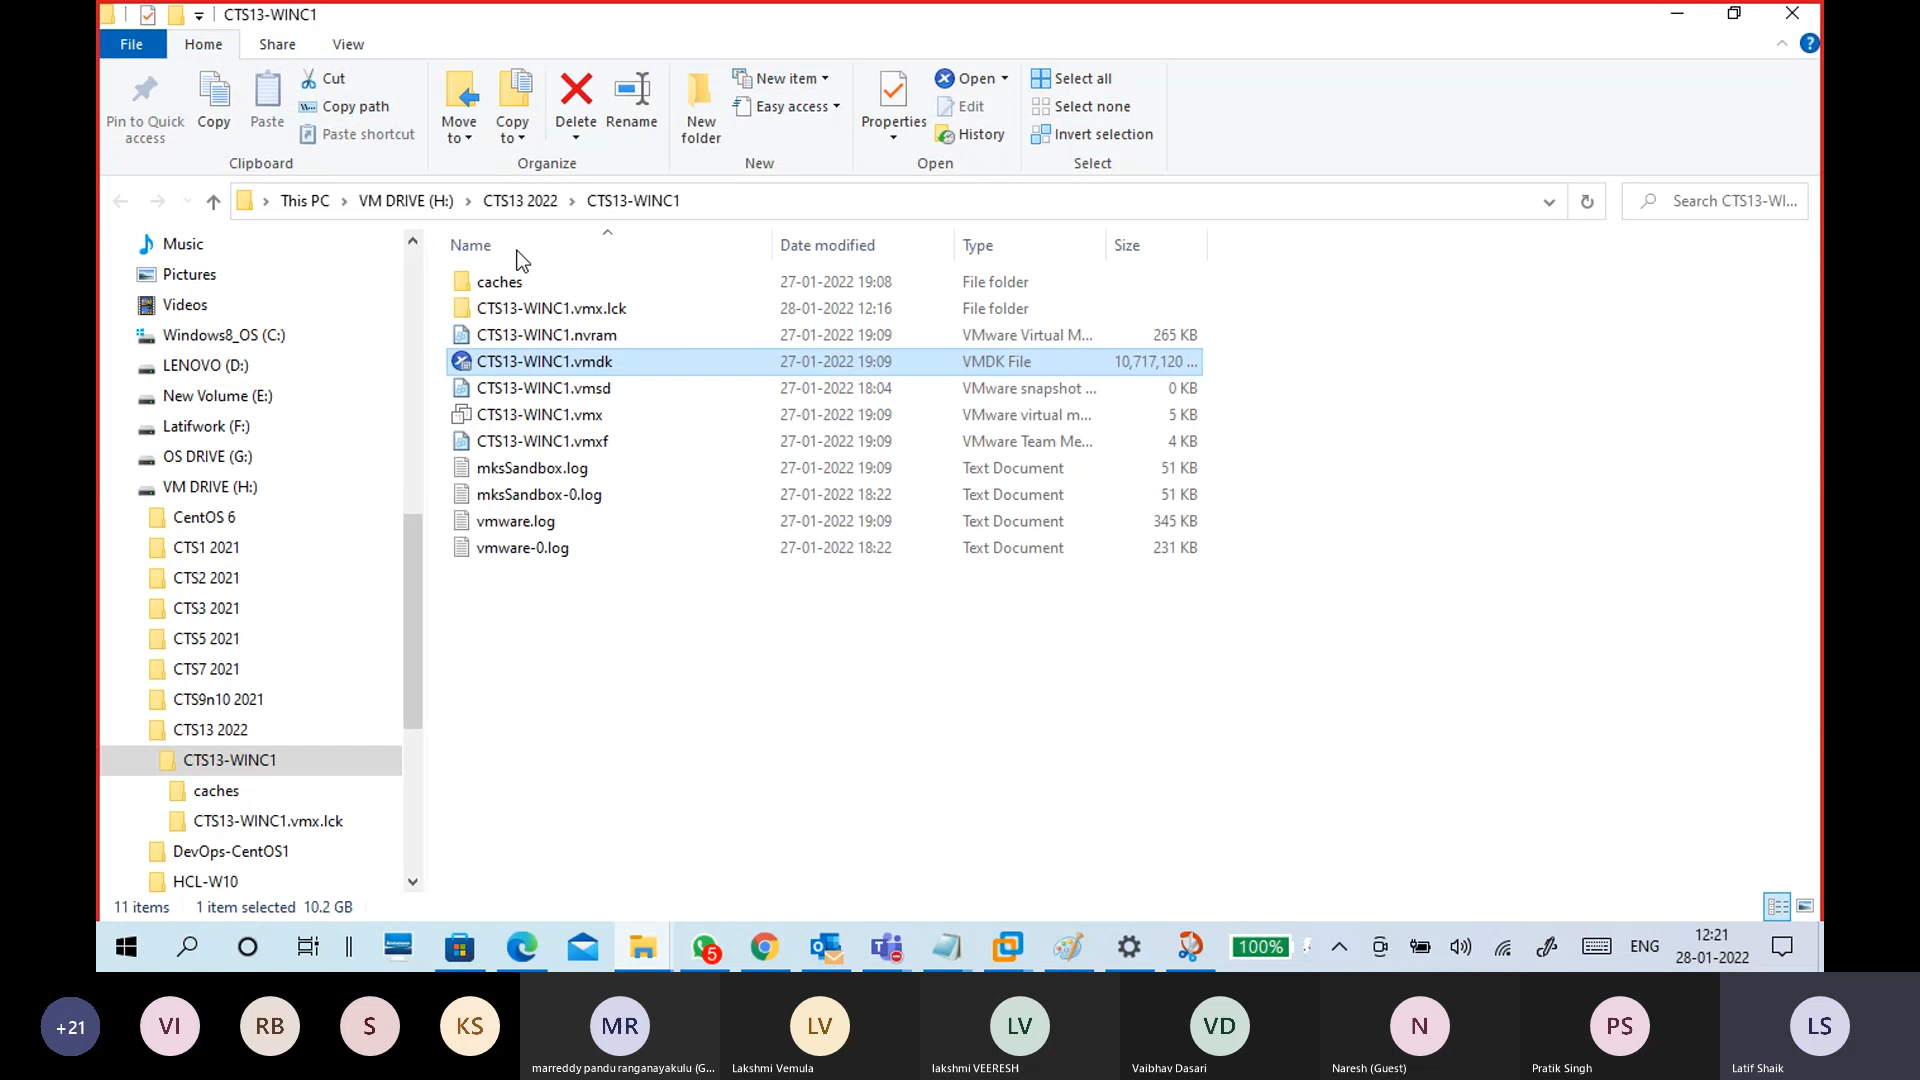 CTS13-WINC1
File
Home
Share
View
Pin to Quick access
Copy
Paste
Cut
Copy path
Paste shortcut
Clipboard
Move to
Copy to
Delete
Rename
Organize
New folder
New item
Easy access
New
Properties
Open
Edit
History
Open
Select all
Select none
Invert selection
Select
This PC > VM DRIVE (H:) > CTS13 2022 > CTS13-WINC1
Search CTS13-WI...
Music
Pictures
Videos
Windows8_OS (C:)
LENOVO (D:)
New Volume (E:)
Latifwork (F:)
OS DRIVE (G:)
VM DRIVE (H:)
CentOS 6
CTS1 2021
CTS2 2021
CTS3 2021
CTS5 2021
CTS7 2021
CTS9n10 2021
CTS13 2022
CTS13-WINC1
caches
CTS13-WINC1.vmx.lck
DevOps-CentOS1
HCL-W10
Name Date modified Type Size
caches 27-01-2022 19:08 File folder
CTS13-WINC1.vmx.lck 28-01-2022 12:16 File folder
CTS13-WINC1.nvram 27-01-2022 19:09 VMware Virtual M... 265 KB
CTS13-WINC1.vmdk 27-01-2022 19:09 VMDK File 10,717,120 ...
CTS13-WINC1.vmsd 27-01-2022 18:04 VMware snapshot ... 0 KB
CTS13-WINC1.vmx 27-01-2022 19:09 VMware virtual m... 5 KB
CTS13-WINC1.vmxf 27-01-2022 19:09 VMware Team Me... 4 KB
mksSandbox.log 27-01-2022 19:09 Text Document 51 KB
mksSandbox-0.log 27-01-2022 18:22 Text Document 51 KB
vmware.log 27-01-2022 19:09 Text Document 345 KB
vmware-0.log 27-01-2022 18:22 Text Document 231 KB
11 items 1 item selected 10.2 GB
5
100%
ENG
12:21
28-01-2022
+21
VI
RB
S
KS
MR
LV
LV
VD
N
PS
LS
marreddy panduranganayakulu (G...
Lakshmi Vemula
lakshmi VEERESH
Vaibhav Dasari
Naresh (Guest)
Pratik Singh
Latif Shaik